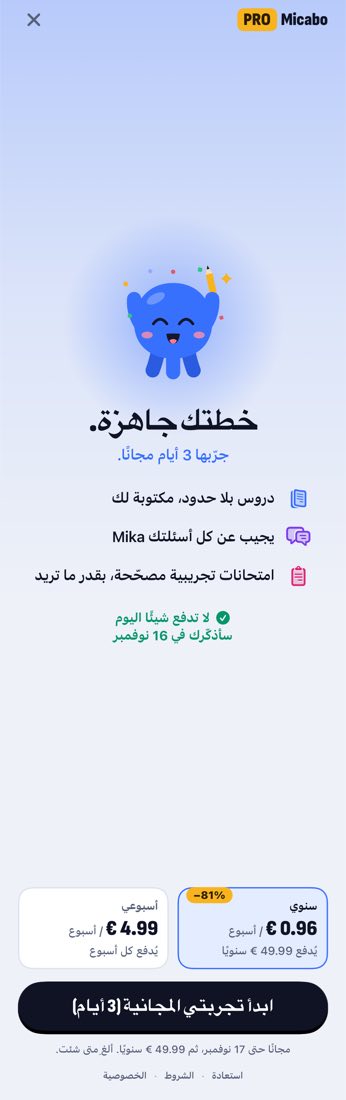 Micabo PRO
خطتك جاهزة.
جرّبها 3 أيام مجانًا.
دروس بلا حدود، مكتوبة لك
يجيب عن كل أسئلتك Mika
امتحانات تجريبية مصحّحة، بقدر ما تريد
لا تدفع شيئًا اليوم
سأذكّرك في 16 نوفمبر
−81%
سنوي
0.96 € / أسبوع
يُدفع 49.99 € سنويًا
أسبوعي
4.99 € / أسبوع
يُدفع كل أسبوع
ابدأ تجربتي المجانية (3 أيام)
مجانًا حتى 17 نوفمبر، ثم 49.99 € سنويًا. ألغِ متى شئت.
استعادة · الشروط · الخصوصية